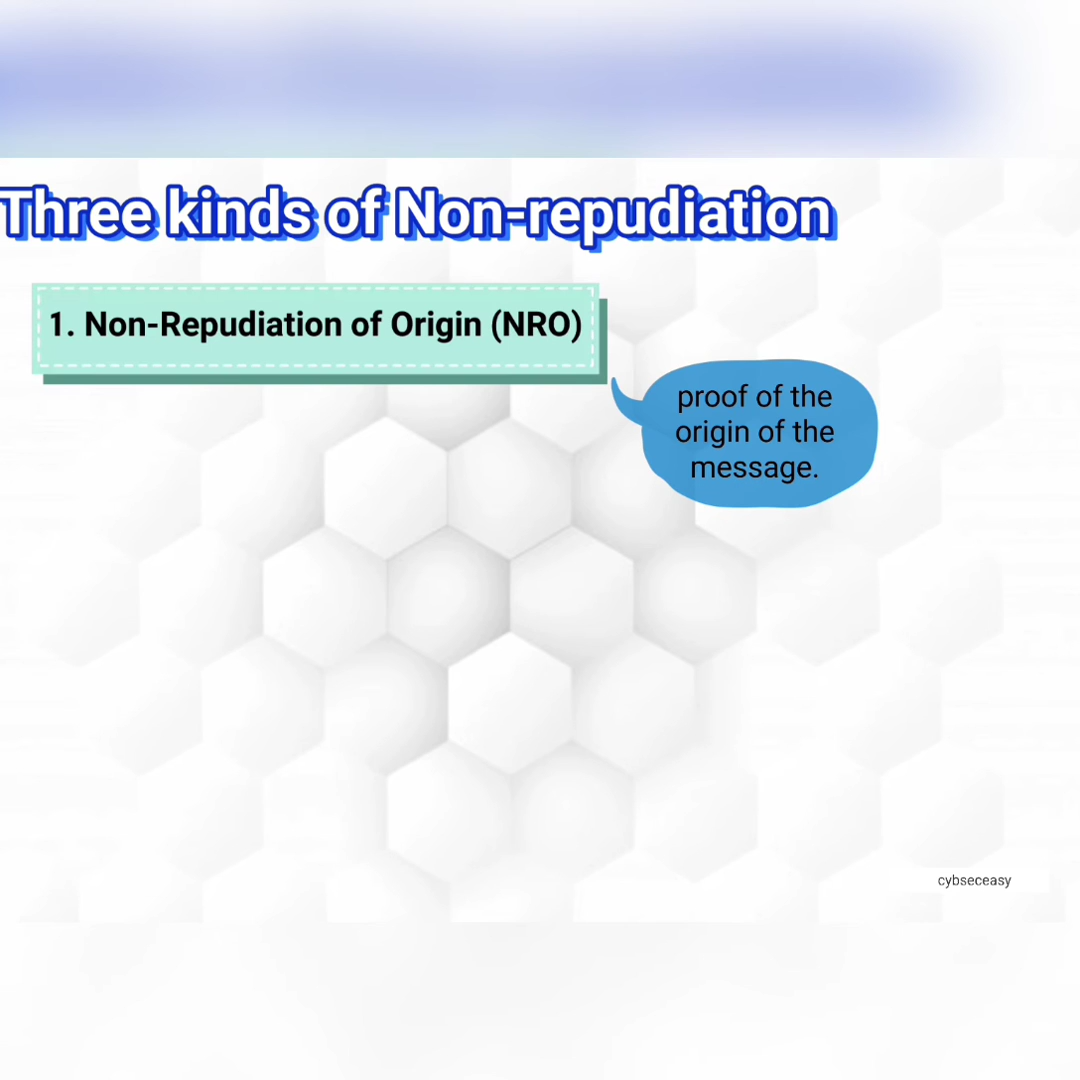 Three kinds of Non-repudiation
1. Non-Repudiation of Origin (NRO)
proof of the
origin of the
message.
cybseceasy